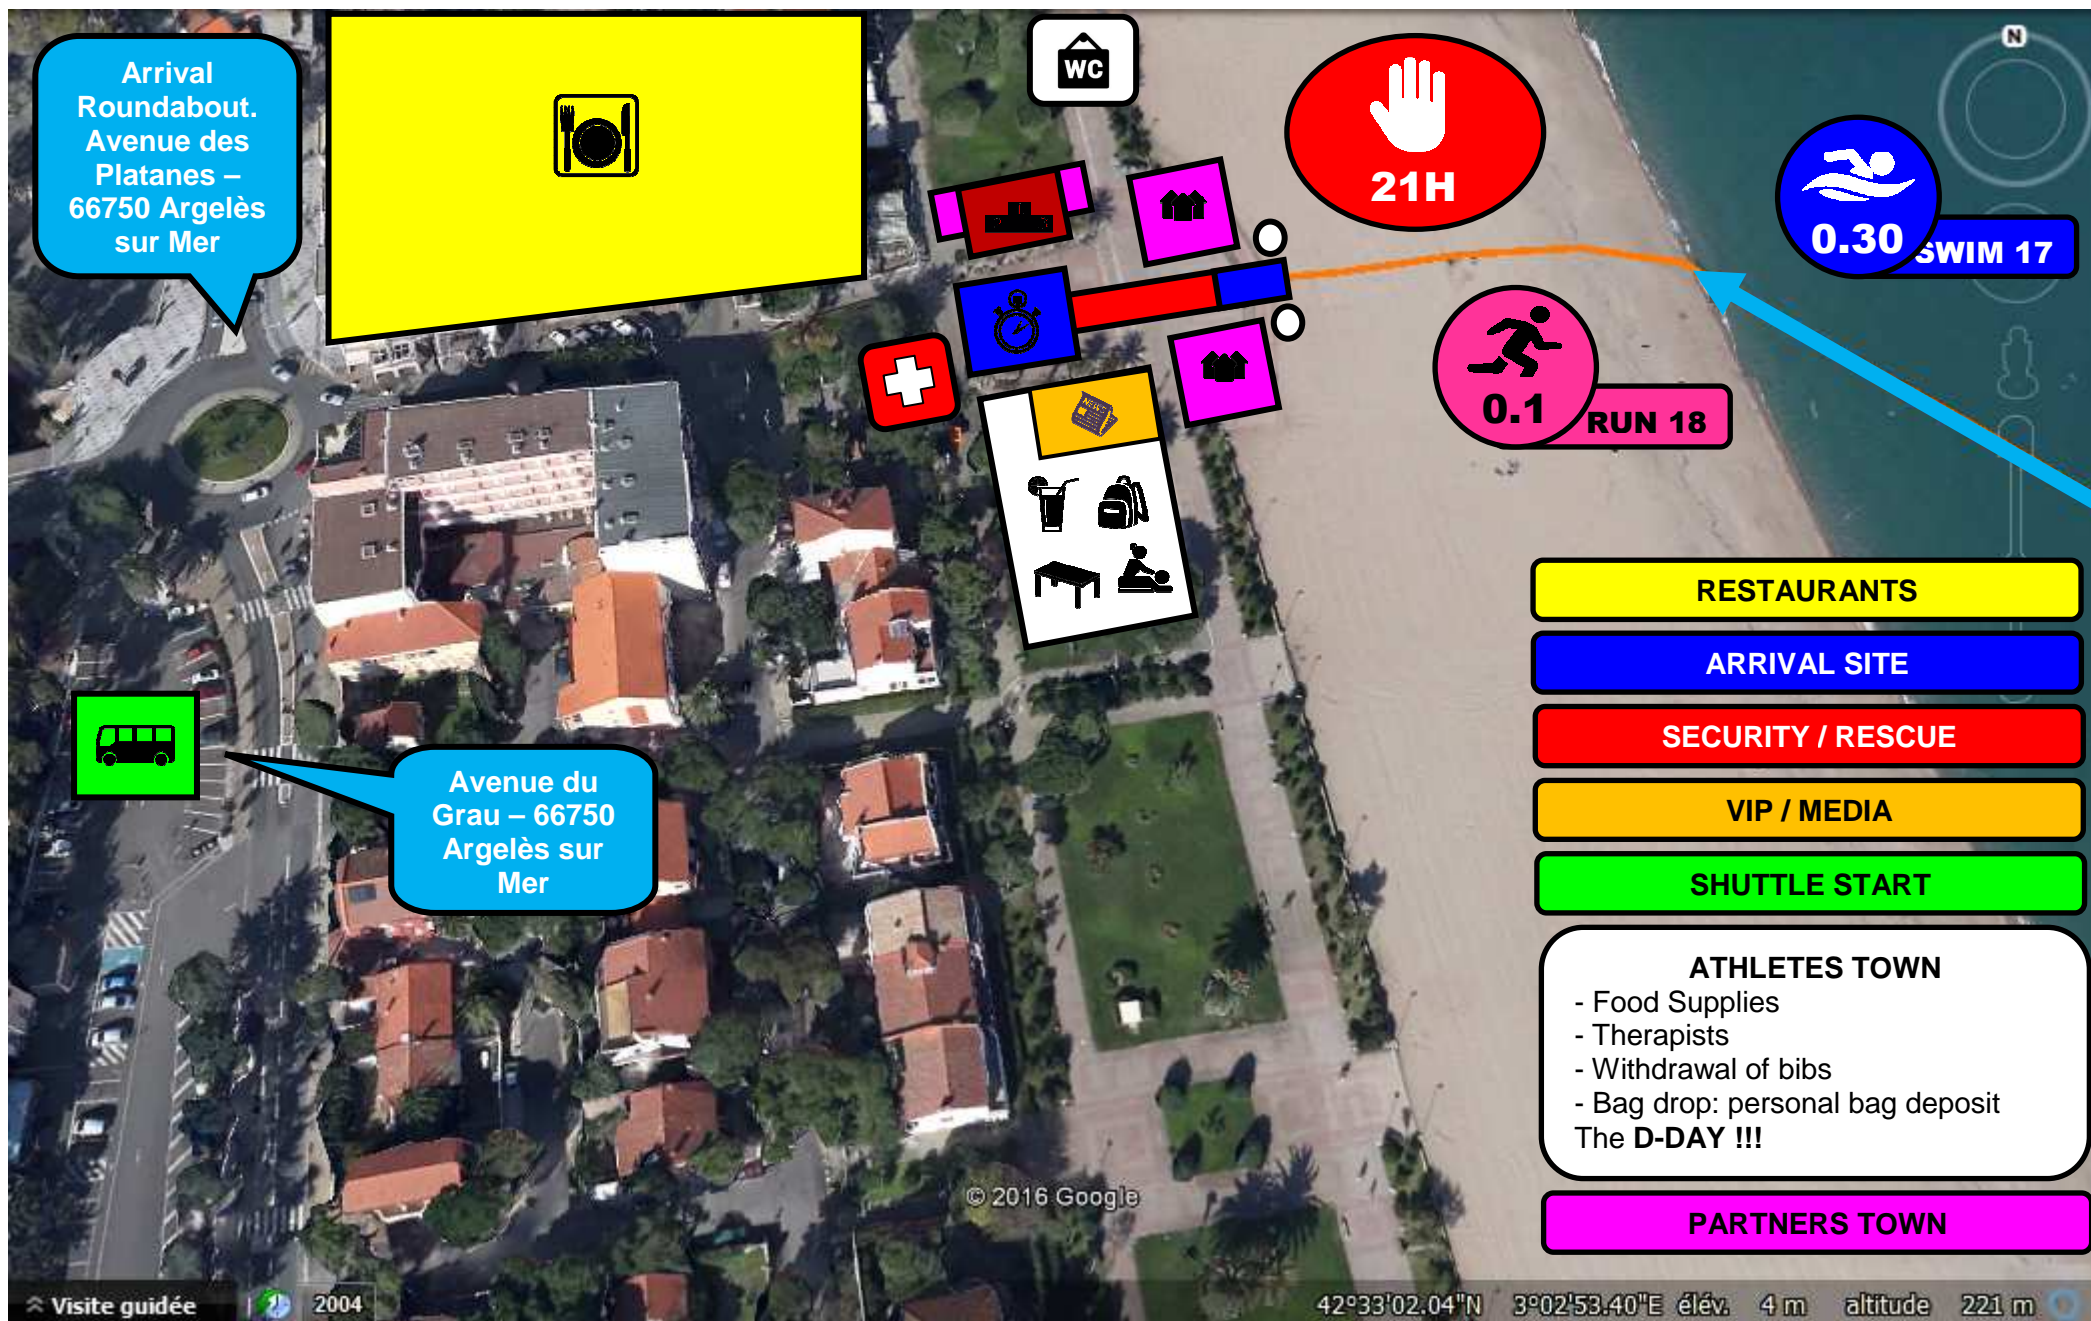 Arrival
Roundabout.
Avenue des
Platanes –
66750 Argelès
sur Mer
WC
21H
N
0.30
SWIM 17
0.1
RUN 18
NEWS
RESTAURANTS
ARRIVAL SITE
SECURITY / RESCUE
VIP / MEDIA
SHUTTLE START
Avenue du
Grau – 66750
Argelès sur
Mer
ATHLETES TOWN
- Food Supplies
- Therapists
- Withdrawal of bibs
- Bag drop: personal bag deposit
The D-DAY !!!
PARTNERS TOWN
© 2016 Google
Visite guidée
2004
42°33'02.04"N 3°02'53.40"E élév. 4 m altitude 221 m